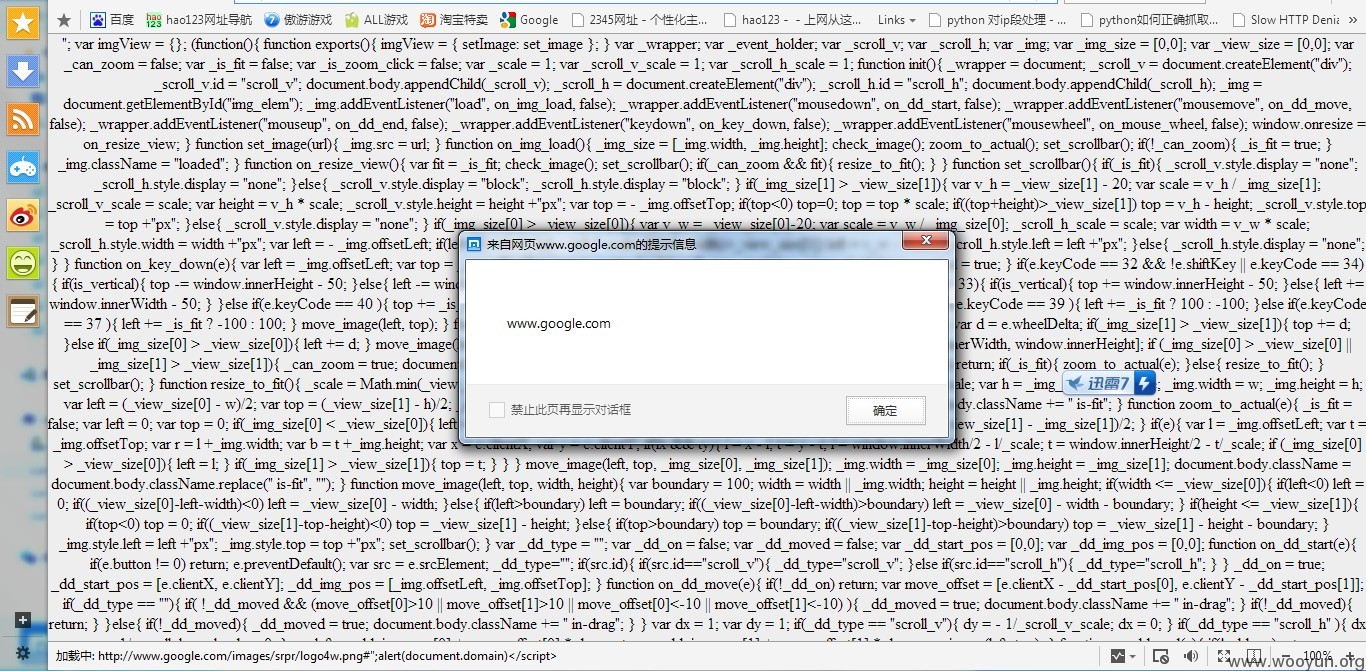 百度 hao123网址导航 傲游游戏 ALL游戏 淘宝特卖 Google 2345网址 - 个性化主... hao123 - - 上网从这... Links python 对ip段处理 - ... python如何正确抓取... Slow HTTP Denia »
"; var imgView = {}; (function(){ function exports(){ imgView = { setImage: set_image }; } var _wrapper; var _event_holder; var _scroll_v; var _scroll_h; var _img; var _img_size = [0,0]; var _view_size = [0,0]; var
_can_zoom = false; var _is_fit = false; var _is_zoom_click = false; var _scale = 1; var _scroll_v_scale = 1; var _scroll_h_scale = 1; function init(){ _wrapper = document; _scroll_v = document.createElement("div");
_scroll_v.id = "scroll_v"; document.body.appendChild(_scroll_v); _scroll_h = document.createElement("div"); _scroll_h.id = "scroll_h"; document.body.appendChild(_scroll_h); _img =
document.getElementById("img_elem"); _img.addEventListener("load", on_img_load, false); _wrapper.addEventListener("mousedown", on_dd_start, false); _wrapper.addEventListener("mousemove", on_dd_move,
false); _wrapper.addEventListener("mouseup", on_dd_end, false); _wrapper.addEventListener("keydown", on_key_down, false); _wrapper.addEventListener("mousewheel", on_mouse_wheel, false); window.onresize =
on_resize_view; } function set_image(url){ _img.src = url; } function on_img_load(){ _img_size = [_img.width, _img.height]; check_image(); zoom_to_actual(); set_scrollbar(); if(!_can_zoom){ _is_fit = true; }
_img.className = "loaded"; } function on_resize_view(){ var fit = _is_fit; check_image(); set_scrollbar(); if(_can_zoom && fit){ resize_to_fit(); } } function set_scrollbar(){ if(_is_fit){ _scroll_v.style.display = "none";
_scroll_h.style.display = "none"; }else{ _scroll_v.style.display = "block"; _scroll_h.style.display = "block"; } if(_img_size[1] > _view_size[1]){ var v_h = _view_size[1] - 20; var scale = v_h / _img_size[1];
_scroll_v_scale = scale; var height = v_h * scale; _scroll_v.style.height = height +"px"; var top = - _img.offsetTop; if(top<0) top=0; top = top * scale; if((top+height)>_view_size[1]) top = v_h - height; _scroll_v.style.top
= top +"px"; }else{ _scroll_v.style.display = "none"; } if(_img_size[0] > _view_size[0]){ var v_w = _view_size[0]-20; var scale = v_w / _img_size[0]; _scroll_h_scale = scale; var width = v_w * scale;
_scroll_h.style.width = width +"px"; var left = - _img.offsetLeft; if(le _scroll_h.style.left = left +"px"; }else{ _scroll_h.style.display = "none";
} } function on_key_down(e){ var left = _img.offsetLeft; var top = = true; } if(e.keyCode == 32 && !e.shiftKey || e.keyCode == 34)
{ if(is_vertical){ top -= window.innerHeight - 50; }else{ left -= 33){ if(is_vertical){ top += window.innerHeight - 50; }else{ left +=
window.innerWidth - 50; } }else if(e.keyCode == 40 ){ top += _is e.keyCode == 39 ){ left += _is_fit ? 100 : -100; }else if(e.keyCode
== 37 ){ left += _is_fit ? -100 : 100; } move_image(left, top); } var d = e.wheelDelta; if(_img_size[1] > _view_size[1]){ top += d;
}else if(_img_size[0] > _view_size[0]){ left += d; } move_image(l nnerWidth, window.innerHeight]; if (_img_size[0] > _view_size[0] ||
_img_size[1] > _view_size[1]){ _can_zoom = true; document return; if(_is_fit){ zoom_to_actual(e); }else{ resize_to_fit(); }
set_scrollbar(); } function resize_to_fit(){ _scale = Math.min(_view ale; var h = _img_ 迅雷7 ; _img.width = w; _img.height = h;
var left = (_view_size[0] - w)/2; var top = (_view_size[1] - h)/2; dy.className += " is-fit"; } function zoom_to_actual(e){ _is_fit =
false; var left = 0; var top = 0; if(_img_size[0] < _view_size[0]){ left _view_size[1] - _img_size[1])/2; } if(e){ var l = _img.offsetLeft; var t =
_img.offsetTop; var r = l + _img.width; var b = t + _img.height; var = window.innerWidth/2 - l/_scale; t = window.innerHeight/2 - t/_scale; if (_img_size[0]
> _view_size[0]){ left = l; } if(_img_size[1] > _view_size[1]){ top = t; } } } move_image(left, top, _img_size[0], _img_size[1]); _img.width = _img_size[0]; _img.height = _img_size[1]; document.body.className =
document.body.className.replace(" is-fit", ""); } function move_image(left, top, width, height){ var boundary = 100; width = width || _img.width; height = height || _img.height; if(width <= _view_size[0]){ if(left<0) left =
0; if((_view_size[0]-left-width)<0) left = _view_size[0] - width; }else{ if(left>boundary) left = boundary; if((_view_size[0]-left-width)>boundary) left = _view_size[0] - width - boundary; } if(height <= _view_size[1]){
if(top<0) top = 0; if((_view_size[1]-top-height)<0) top = _view_size[1] - height; }else{ if(top>boundary) top = boundary; if((_view_size[1]-top-height)>boundary) top = _view_size[1] - height - boundary; }
_img.style.left = left +"px"; _img.style.top = top +"px"; set_scrollbar(); } var _dd_type = ""; var _dd_on = false; var _dd_moved = false; var _dd_start_pos = [0,0]; var _dd_img_pos = [0,0]; function on_dd_start(e){
if(e.button != 0) return; e.preventDefault(); var src = e.srcElement; _dd_type=""; if(src.id){ if(src.id=="scroll_v"){ _dd_type="scroll_v"; }else if(src.id=="scroll_h"){ _dd_type="scroll_h"; } } _dd_on = true;
_dd_start_pos = [e.clientX, e.clientY]; _dd_img_pos = [_img.offsetLeft, _img.offsetTop]; } function on_dd_move(e){ if(!_dd_on) return; var move_offset = [e.clientX - _dd_start_pos[0], e.clientY - _dd_start_pos[1]];
if(_dd_type == ""){ if( !_dd_moved && (move_offset[0]>10 || move_offset[1]>10 || move_offset[0]<-10 || move_offset[1]<-10) ){ _dd_moved = true; document.body.className += " in-drag"; } if(!_dd_moved){
return; } }else{ if(!_dd_moved){ _dd_moved = true; document.body.className += " in-drag"; } } var dx = 1; var dy = 1; if(_dd_type == "scroll_v"){ dy = - 1/_scroll_v_scale; dx = 0; } if(_dd_type == "scroll_h" ){ dx
来自网页www.google.com的提示信息
www.google.com
禁止此页再显示对话框
确定
加载中: http://www.google.com/images/srpr/logo4w.png#";alert(document.domain)</script>
100%
www.wooyun.org